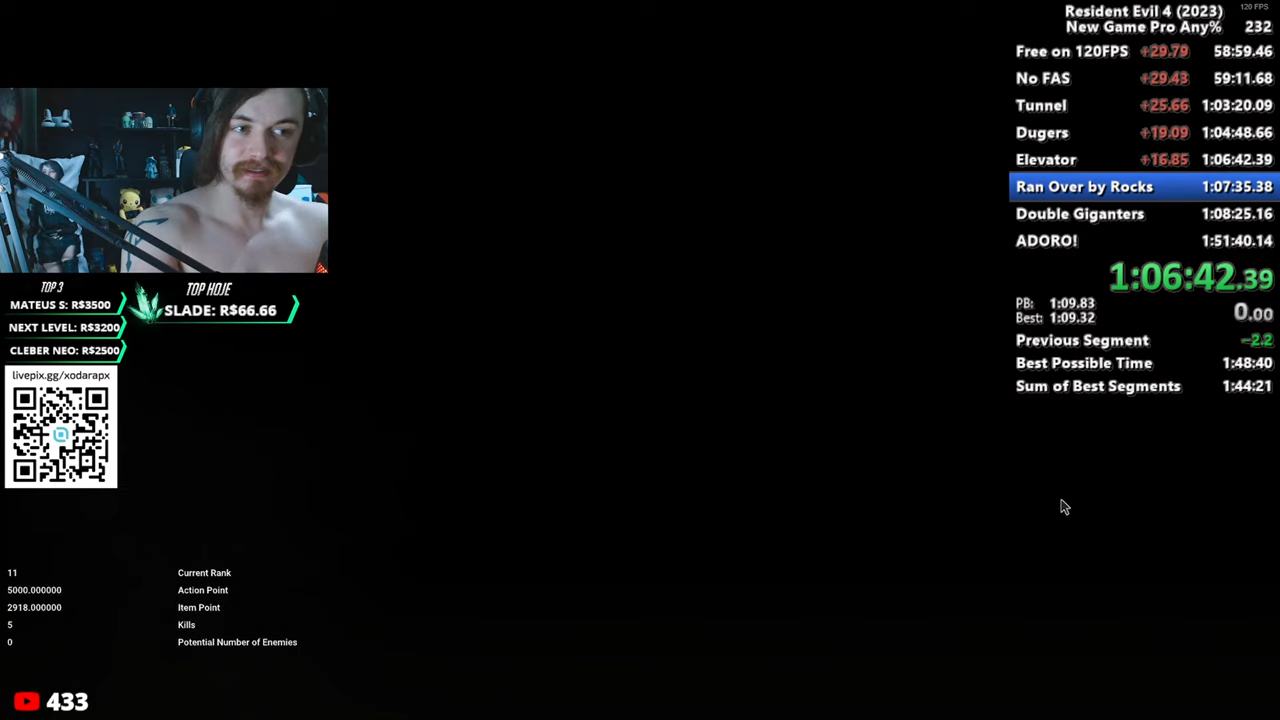 120 FPS
Resident Evil 4 (2023)
New Game Pro Any% 232
Free on 120FPS +29.79 58:59.46
No FAS +29.43 59:11.68
Tunnel +25.66 1:03:20.09
Dugers +19.09 1:04:48.66
Elevator +16.85 1:06:42.39
Ran Over by Rocks 1:07:35.38
Double Giganters 1:08:25.16
ADORO! 1:51:40.14
1:06:42.39
PB: 1:09.83
Best: 1:09.32 0.00
Previous Segment -2.2
Best Possible Time 1:48:40
Sum of Best Segments 1:44:21
TOP 3
MATEUS S: R$3500
NEXT LEVEL: R$3200
CLEBER NEO: R$2500
TOP HOJE
SLADE: R$66.66
livepix.gg/xodarapx
11 Current Rank
5000.000000 Action Point
2918.000000 Item Point
5 Kills
0 Potential Number of Enemies
433